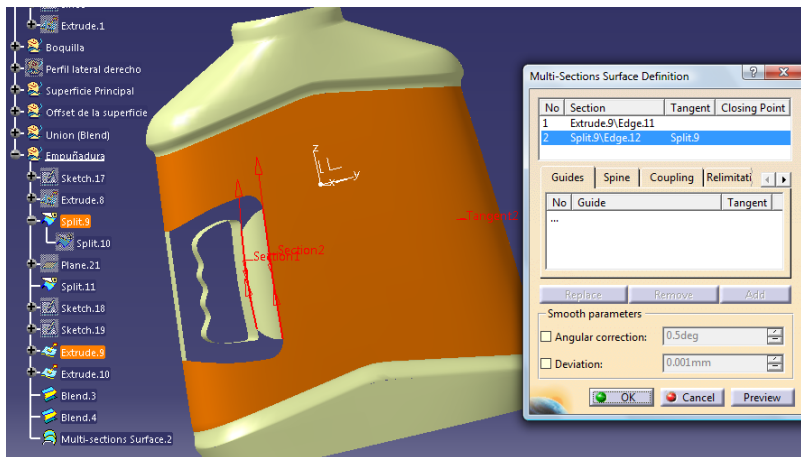 Extrude.1
Boquilla
Perfil lateral derecho
Superficie Principal
Offset de la superficie
Union (Blend)
Empuñadura
Sketch.17
Extrude.8
Split.9
Split.10
Plane.21
Split.11
Sketch.18
Sketch.19
Extrude.9
Extrude.10
Blend.3
Blend.4
Multi-sections Surface.2
z
x y
Tangent
Section1
Section2
Multi-Sections Surface Definition
No Section Tangent Closing Point
1 Extrude.9\Edge.11
2 Split.9\Edge.12 Split.9
Guides Spine Coupling Relimitati
No Guide Tangent
...
Replace Remove Add
Smooth parameters
Angular correction: 0.5deg
Deviation: 0.001mm
OK Cancel Preview